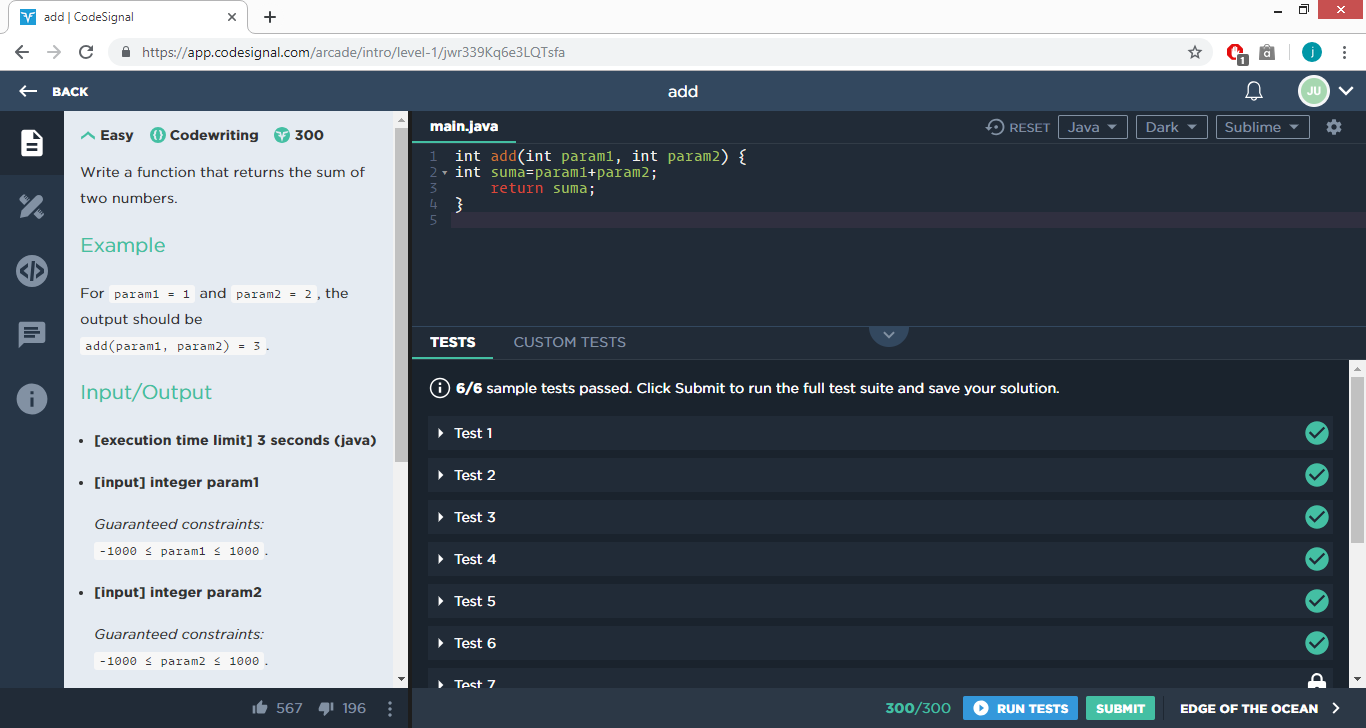 add | CodeSignal
https://app.codesignal.com/arcade/intro/level-1/jwr339Kq6e3LQTsfa
1
a
j
BACK
add
JU
Easy Codewriting 300
Write a function that returns the sum of
two numbers.
Example
For param1 = 1 and param2 = 2, the
output should be
add(param1, param2) = 3.
Input/Output
• [execution time limit] 3 seconds (java)
• [input] integer param1
Guaranteed constraints:
-1000 ≤ param1 ≤ 1000.
• [input] integer param2
Guaranteed constraints:
-1000 ≤ param2 ≤ 1000.
567 196
main.java
RESET Java Dark Sublime
1 int add(int param1, int param2) {
2 int suma=param1+param2;
3     return suma;
4 }
5
TESTS CUSTOM TESTS
6/6 sample tests passed. Click Submit to run the full test suite and save your solution.
Test 1
Test 2
Test 3
Test 4
Test 5
Test 6
Test 7
300/300 RUN TESTS SUBMIT EDGE OF THE OCEAN